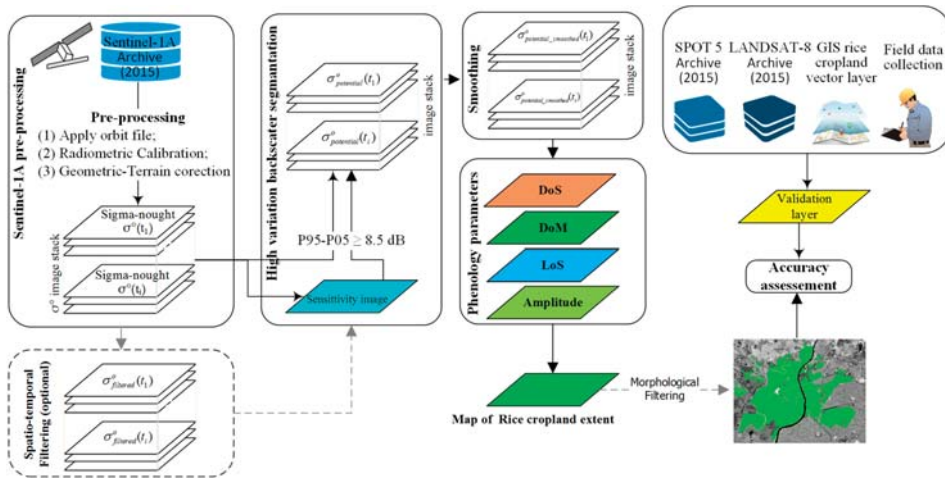 Sentinel-1A pre-processing
Sentinel-1A
Archive
(2015)
Pre-processing
(1) Apply orbit file;
(2) Radiometric Calibration;
(3) Geometric-Terrain corection
Sigma-nought
σ°(t₁)
Sigma-nought
σ°(tᵢ)
σ° image stack
Spatio-temporal
Filtering (optional)
σ°filtered(t₁)
σ°filtered(tᵢ)
High variation backscater segmantation
σ°potential(t₁)
σ°potential(tᵢ)
image stack
P95-P05 ≥ 8.5 dB
Sensitivity image
Smoothing
σ°potential_smoothed(t₁)
σ°potential_smoothed(tᵢ)
image stack
Phenology parameters
DoS
DoM
LoS
Amplitude
Map of Rice cropland extent
Morphological
Filtering
SPOT 5
Archive
(2015)
LANDSAT-8
Archive
(2015)
GIS rice
cropland
vector layer
Field data
collection
Validation
layer
Accuracy
assessment